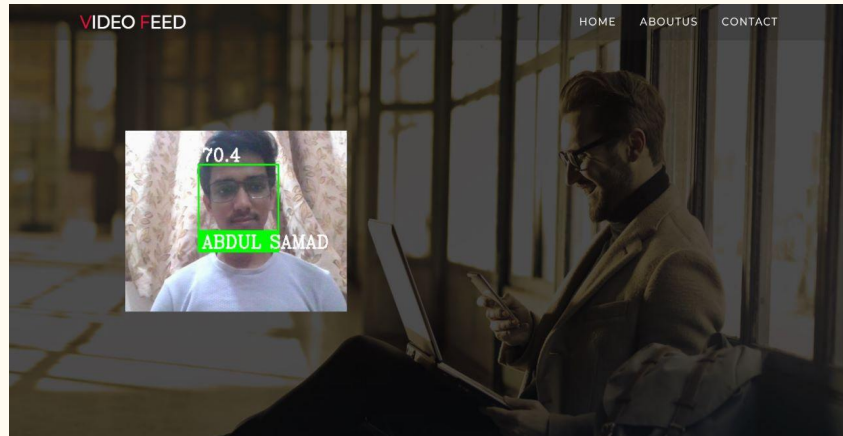 VIDEO FEED
HOME ABOUTUS CONTACT
70.4
ABDUL SAMAD